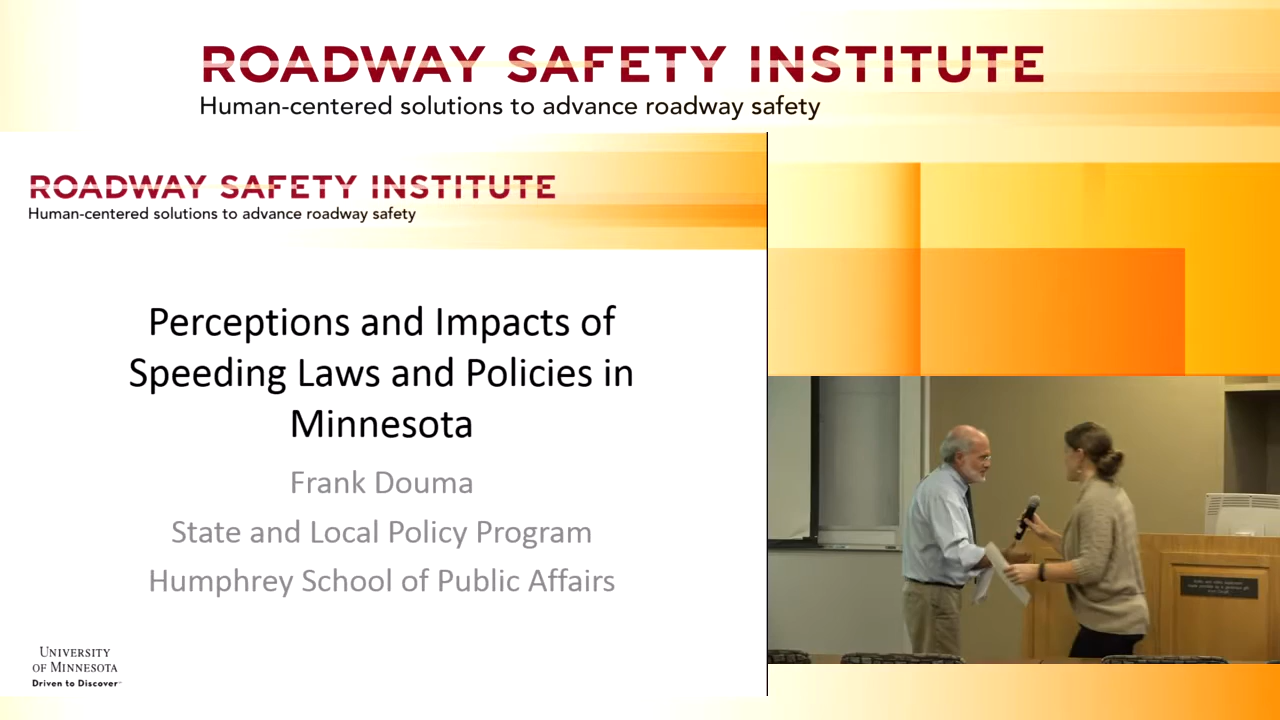 ROADWAY SAFETY INSTITUTE
Human-centered solutions to advance roadway safety
ROADWAY SAFETY INSTITUTE
Human-centered solutions to advance roadway safety
Perceptions and Impacts of
Speeding Laws and Policies in
Minnesota
Frank Douma
State and Local Policy Program
Humphrey School of Public Affairs
UNIVERSITY
OF MINNESOTA
Driven to Discover